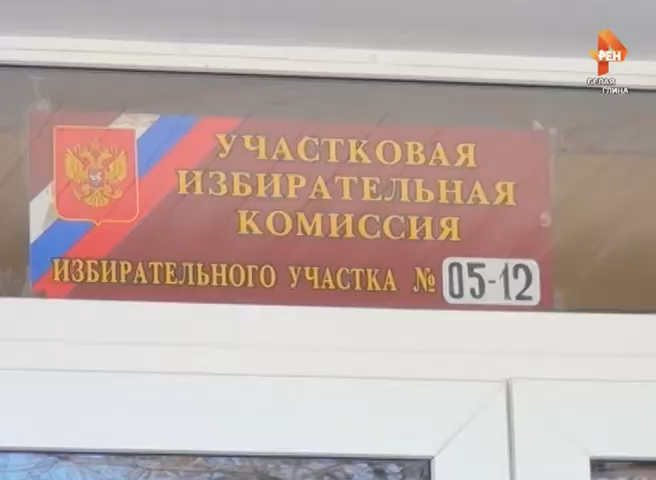 РЕН
БЕЛАЯ
ГЛИНА
УЧАСТКОВАЯ
ИЗБИРАТЕЛЬНАЯ
КОМИССИЯ
ИЗБИРАТЕЛЬНОГО УЧАСТКА № 05-12